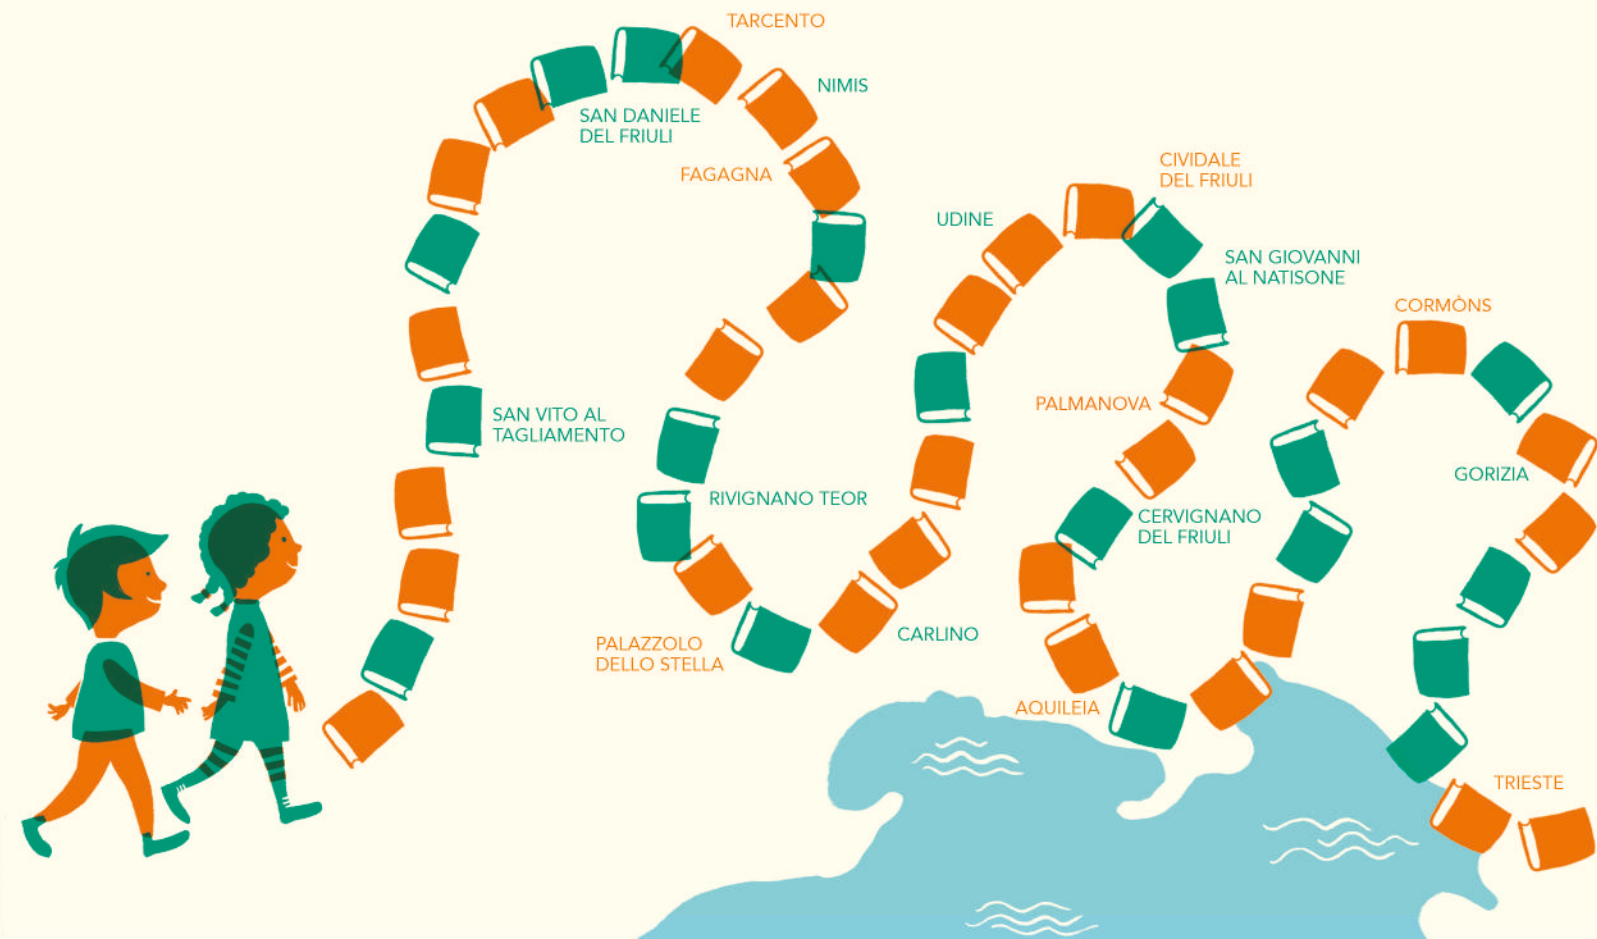 TARCENTO
NIMIS
SAN DANIELE
DEL FRIULI
FAGAGNA
CIVIDALE
DEL FRIULI
UDINE
SAN GIOVANNI
AL NATISONE
CORMÒNS
PALMANOVA
SAN VITO AL
TAGLIAMENTO
GORIZIA
RIVIGNANO TEOR
CERVIGNANO
DEL FRIULI
CARLINO
PALAZZOLO
DELLO STELLA
AQUILEIA
TRIESTE